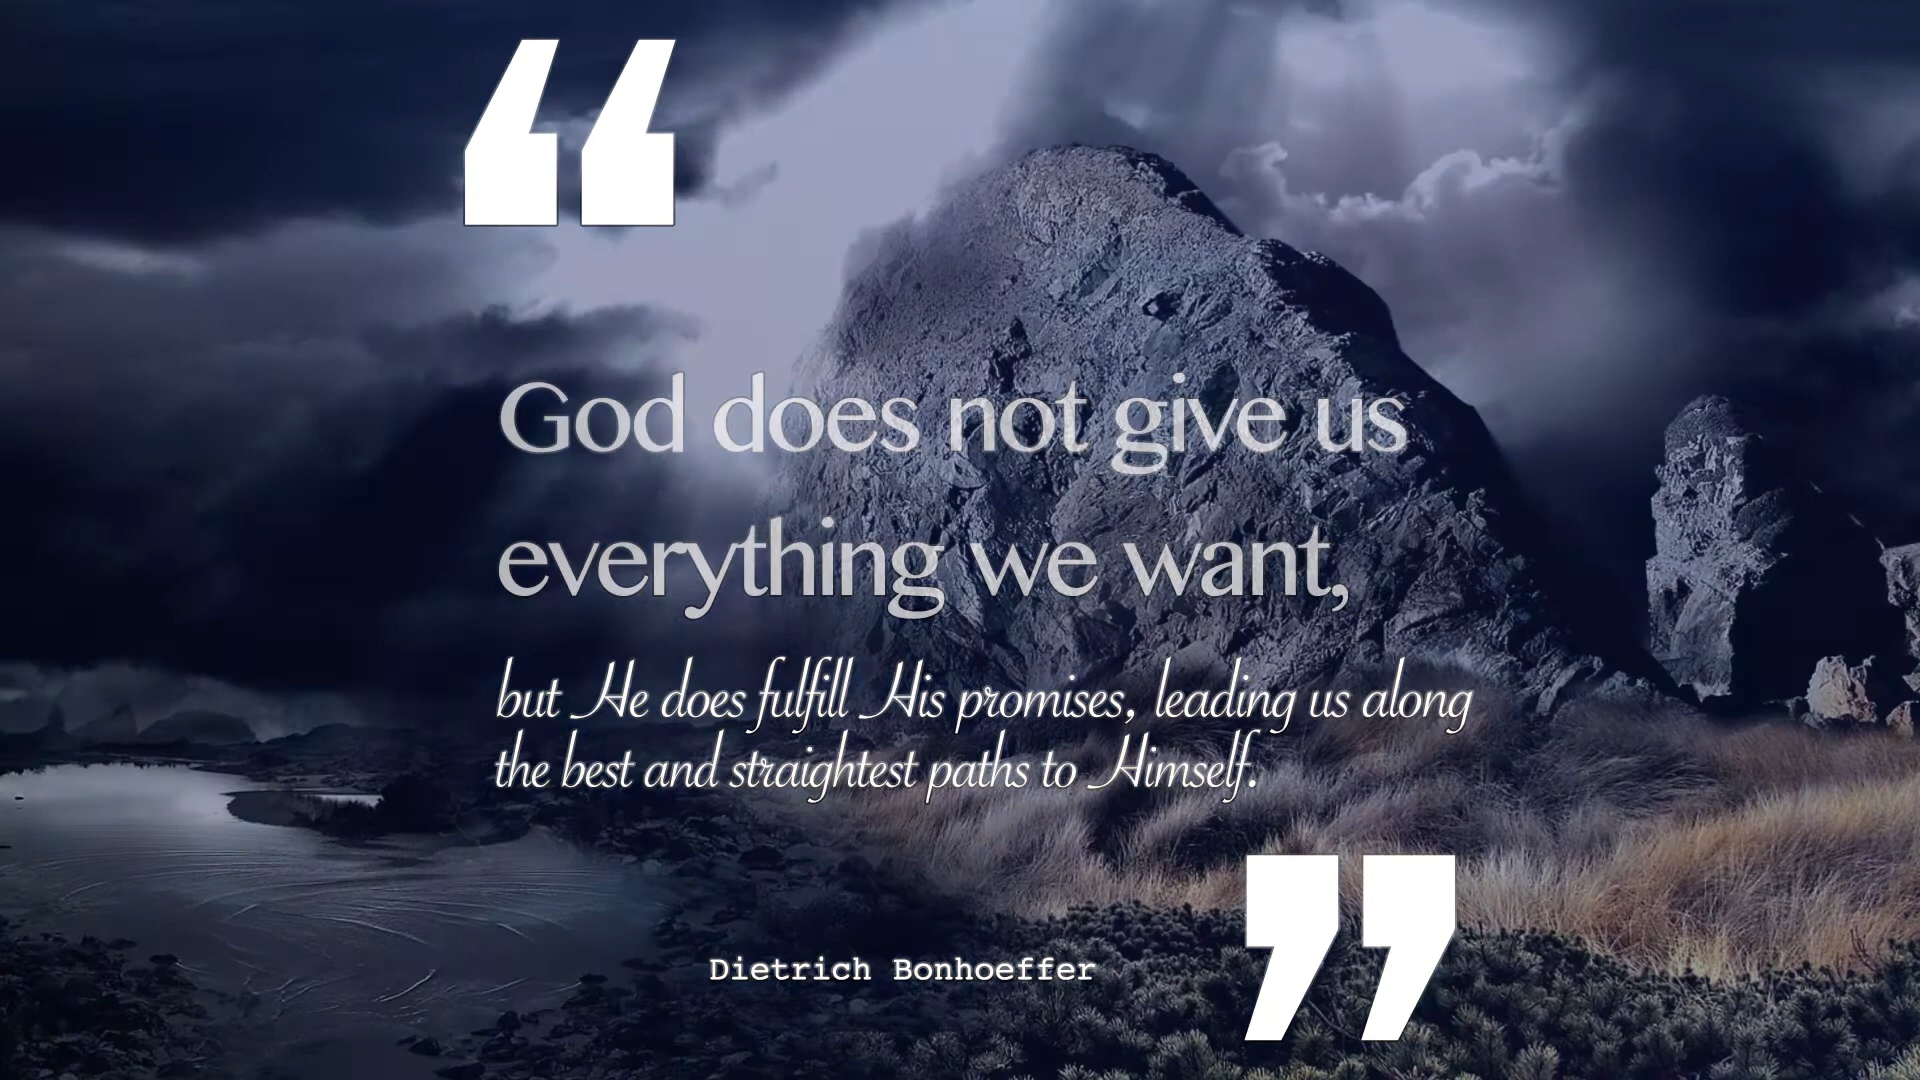 “
God does not give us
everything we want,
but He does fulfill His promises, leading us along
the best and straightest paths to Himself.
”
Dietrich Bonhoeffer